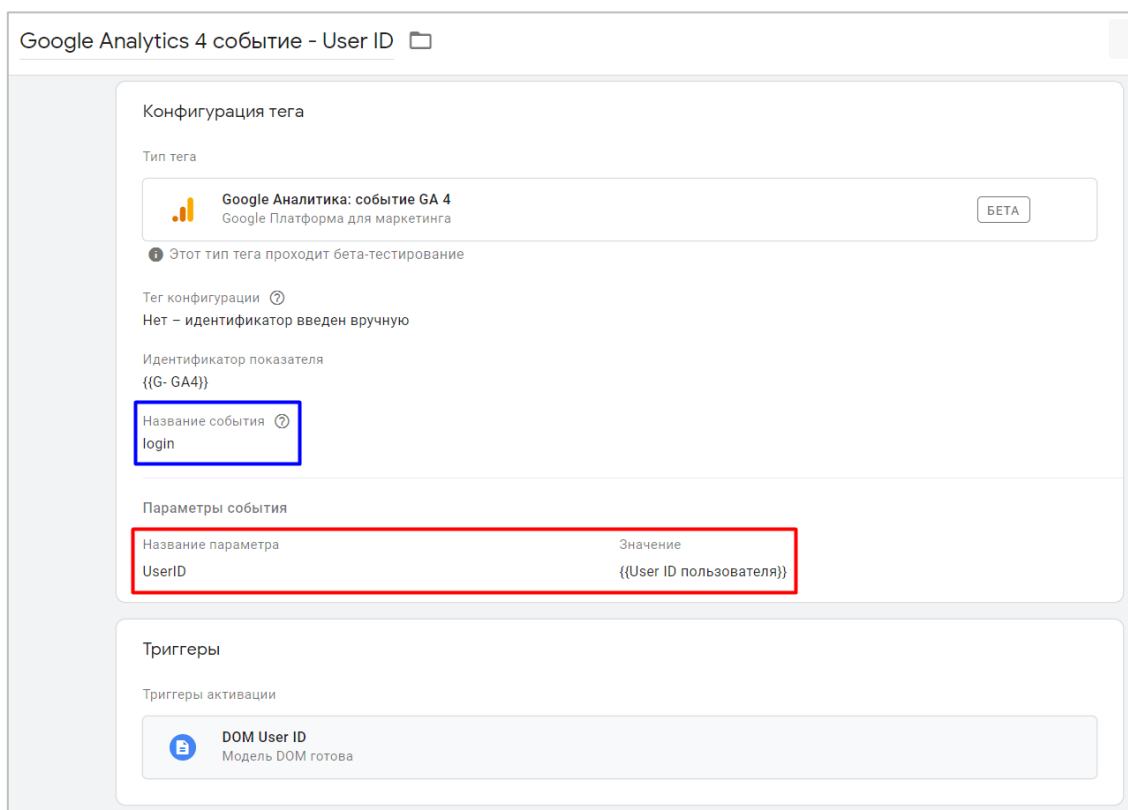 Google Analytics 4 событие - User ID
Конфигурация тега
Тип тега
Google Аналитика: событие GA 4
Google Платформа для маркетинга
БЕТА
Этот тип тега проходит бета-тестирование
Тег конфигурации
Нет – идентификатор введен вручную
Идентификатор показателя
{{G- GA4}}
Название события
login
Параметры события
Название параметра Значение
UserID {{User ID пользователя}}
Триггеры
Триггеры активации
DOM User ID
Модель DOM готова